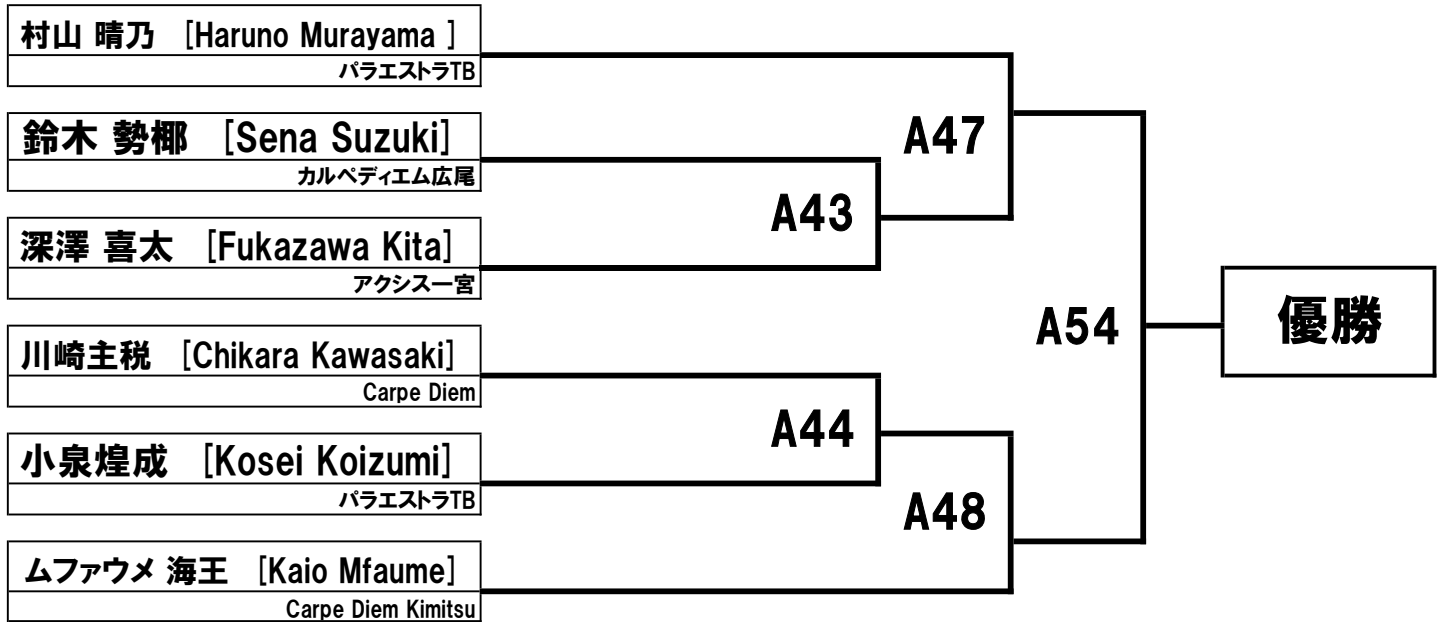 村山 晴乃　[Haruno Murayama ]
パラエストラTB
鈴木 勢椰　[Sena Suzuki]
カルペディエム広尾
深澤 喜太　[Fukazawa Kita]
アクシス一宮
川崎主税　[Chikara Kawasaki]
Carpe Diem
小泉煌成　[Kosei Koizumi]
パラエストラTB
ムファウメ 海王　[Kaio Mfaume]
Carpe Diem Kimitsu
A47
A43
A44
A48
A54
優勝